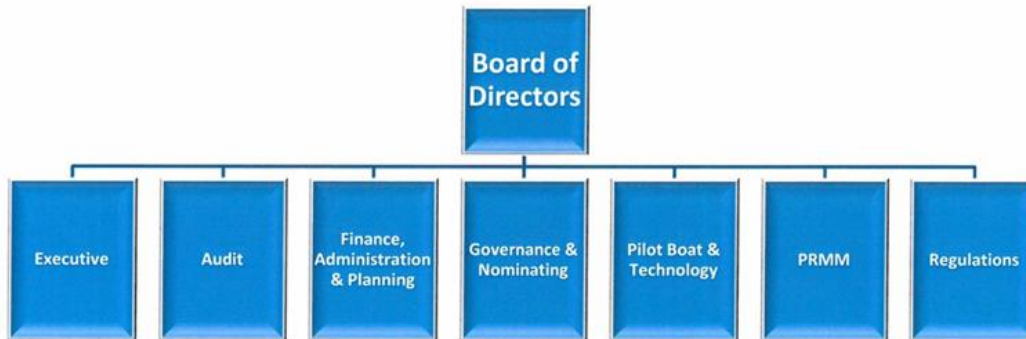 Board of
Directors
Executive
Audit
Finance,
Administration
& Planning
Governance &
Nominating
Pilot Boat &
Technology
PRMM
Regulations